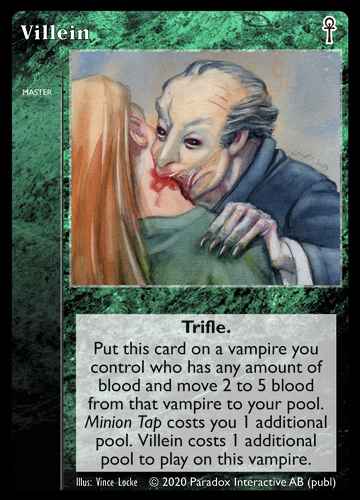 Villein
MASTER
Trifle.
Put this card on a vampire you
control who has any amount of
blood and move 2 to 5 blood
from that vampire to your pool.
Minion Tap costs you 1 additional
pool. Villein costs 1 additional
pool to play on this vampire.
Illus: Vince Locke © 2020 Paradox Interactive AB (publ)